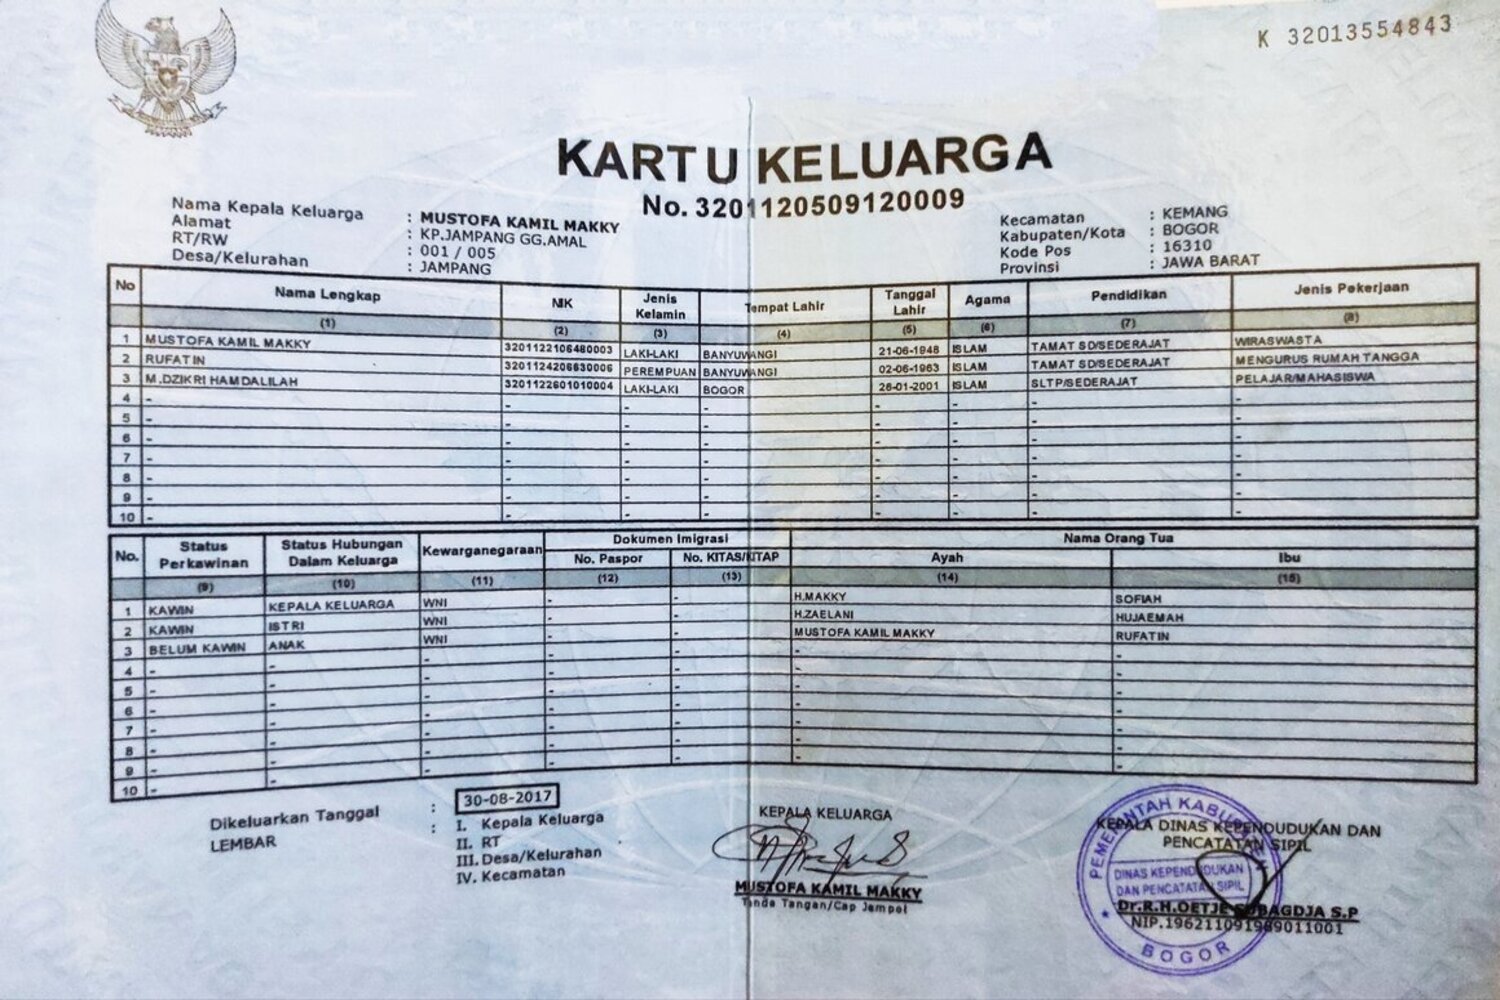 K 32013554843
KARTU KELUARGA
No. 3201120509120009
Nama Kepala Keluarga : MUSTOFA KAMIL MAKKY
Alamat : KP.JAMPANG GG.AMAL
RT/RW : 001 / 005
Desa/Kelurahan : JAMPANG
Kecamatan : KEMANG
Kabupaten/Kota : BOGOR
Kode Pos : 16310
Provinsi : JAWA BARAT
No Nama Lengkap NIK Jenis Kelamin Tempat Lahir Tanggal Lahir Agama Pendidikan Jenis Pekerjaan
(1) (2) (3) (4) (5) (6) (7) (8)
1 MUSTOFA KAMIL MAKKY 3201122106480003 LAKI-LAKI BANYUWANGI 21-06-1948 ISLAM TAMAT SD/SEDERAJAT WIRASWASTA
2 RUFATIN 3201124206630006 PEREMPUAN BANYUWANGI 02-06-1963 ISLAM TAMAT SD/SEDERAJAT MENGURUS RUMAH TANGGA
3 M.DZIKRI HAMDALILAH 3201122601010004 LAKI-LAKI BOGOR 26-01-2001 ISLAM SLTP/SEDERAJAT PELAJAR/MAHASISWA
4 - - - - - - - -
5 - - - - - - - -
6 - - - - - - - -
7 - - - - - - - -
8 - - - - - - - -
9 - - - - - - - -
10 - - - - - - - -
No. Status Perkawinan Status Hubungan Dalam Keluarga Kewarganegaraan Dokumen Imigrasi Nama Orang Tua
No. Paspor No. KITAS/KITAP Ayah Ibu
(9) (10) (11) (12) (13) (14) (15)
1 KAWIN KEPALA KELUARGA WNI - - H.MAKKY SOFIAH
2 KAWIN ISTRI WNI - - H.ZAELANI HUJAEMAH
3 BELUM KAWIN ANAK WNI - - MUSTOFA KAMIL MAKKY RUFATIN
4 - - - - - - -
5 - - - - - - -
6 - - - - - - -
7 - - - - - - -
8 - - - - - - -
9 - - - - - - -
10 - - - - - - -
Dikeluarkan Tanggal : 30-08-2017
LEMBAR : I. Kepala Keluarga
II. RT
III. Desa/Kelurahan
IV. Kecamatan
KEPALA KELUARGA
MUSTOFA KAMIL MAKKY
Tanda Tangan/Cap Jempol
KEPALA DINAS KEPENDUDUKAN DAN
PENCATATAN SIPIL
Dr.R.H.OETJE SUBAGDJA S.P
NIP.196211091989011001
PEMERINTAH KABUPATEN
DINAS KEPENDUDUKAN
DAN PENCATATAN SIPIL
BOGOR